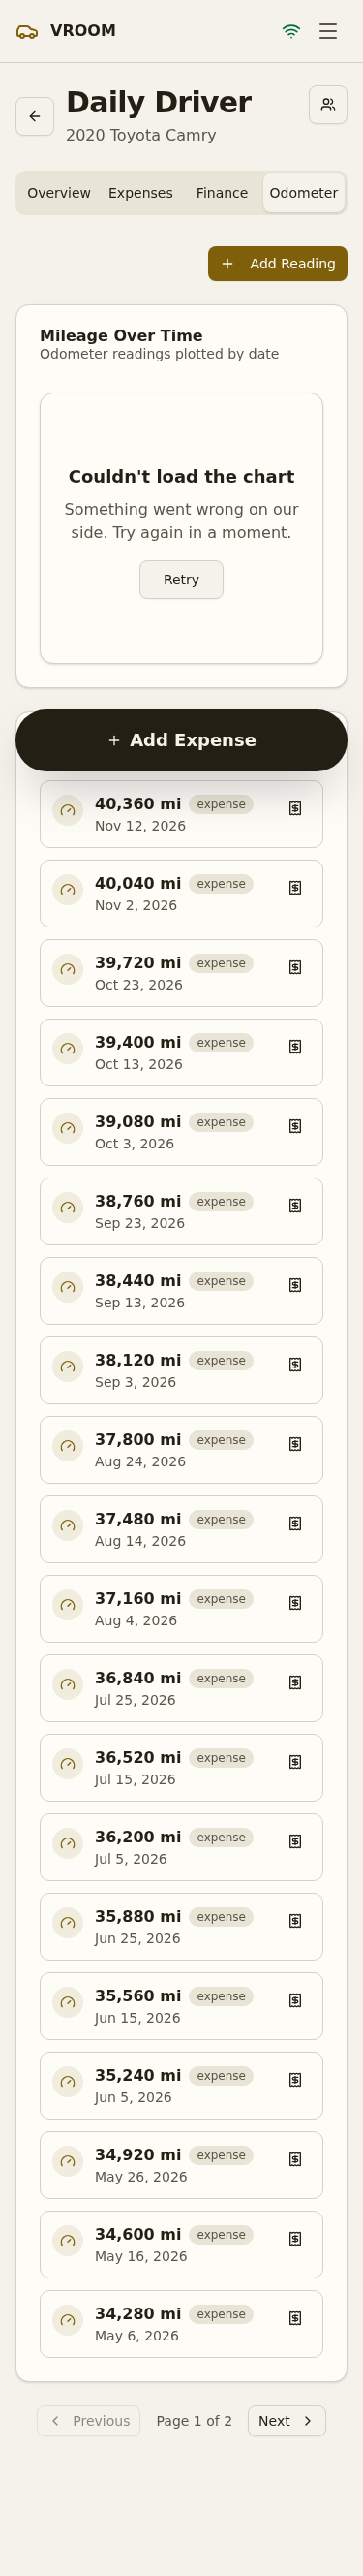 VROOM
Daily Driver
2020 Toyota Camry
Overview Expenses Finance Odometer
Add Reading
Mileage Over Time
Odometer readings plotted by date
Couldn't load the chart
Something went wrong on our
side. Try again in a moment.
Retry
Add Expense
40,360 mi expense
Nov 12, 2026
40,040 mi expense
Nov 2, 2026
39,720 mi expense
Oct 23, 2026
39,400 mi expense
Oct 13, 2026
39,080 mi expense
Oct 3, 2026
38,760 mi expense
Sep 23, 2026
38,440 mi expense
Sep 13, 2026
38,120 mi expense
Sep 3, 2026
37,800 mi expense
Aug 24, 2026
37,480 mi expense
Aug 14, 2026
37,160 mi expense
Aug 4, 2026
36,840 mi expense
Jul 25, 2026
36,520 mi expense
Jul 15, 2026
36,200 mi expense
Jul 5, 2026
35,880 mi expense
Jun 25, 2026
35,560 mi expense
Jun 15, 2026
35,240 mi expense
Jun 5, 2026
34,920 mi expense
May 26, 2026
34,600 mi expense
May 16, 2026
34,280 mi expense
May 6, 2026
Previous Page 1 of 2 Next